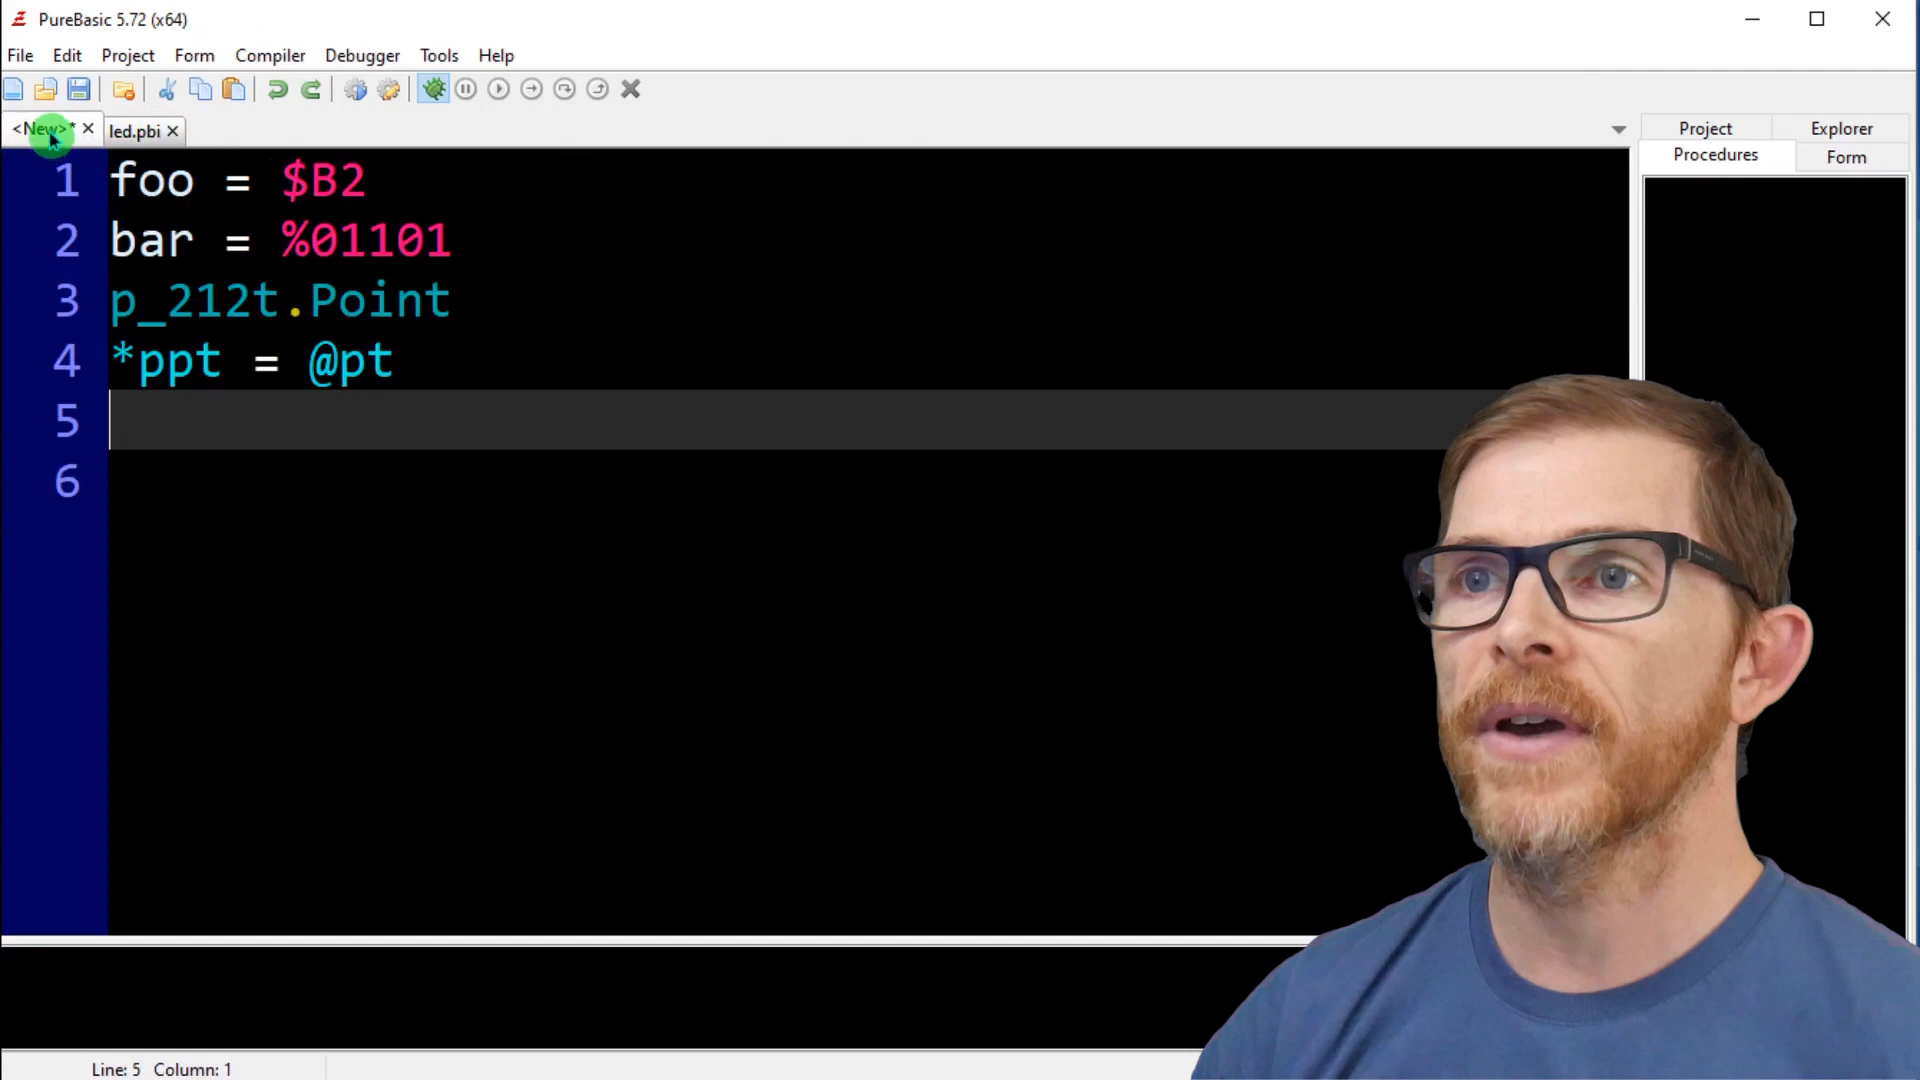 PureBasic 5.72 (x64)
File Edit Project Form Compiler Debugger Tools Help
<New>* led.pbi
Project Explorer
Procedures Form
1 foo = $B2
2 bar = %01101
3 p_212t.Point
4 *ppt = @pt
5
6
Line: 5 Column: 1